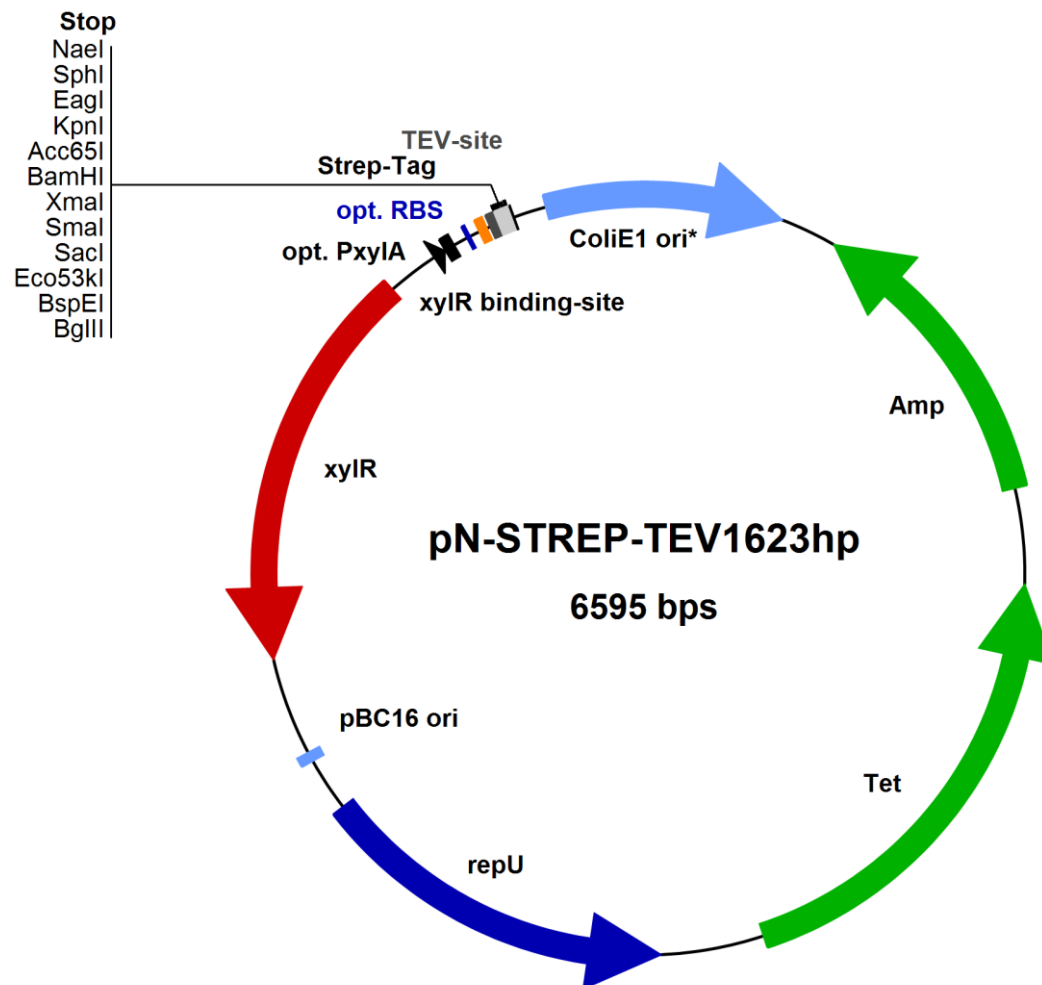 Stop
NaeI
SphI
EagI
KpnI
Acc65I
BamHI
XmaI
SmaI
SacI
Eco53kI
BspEI
BglII
TEV-site
Strep-Tag
opt. RBS
opt. PxylA
xylR binding-site
ColiE1 ori*
Amp
xylR
pN-STREP-TEV1623hp
6595 bps
pBC16 ori
Tet
repU